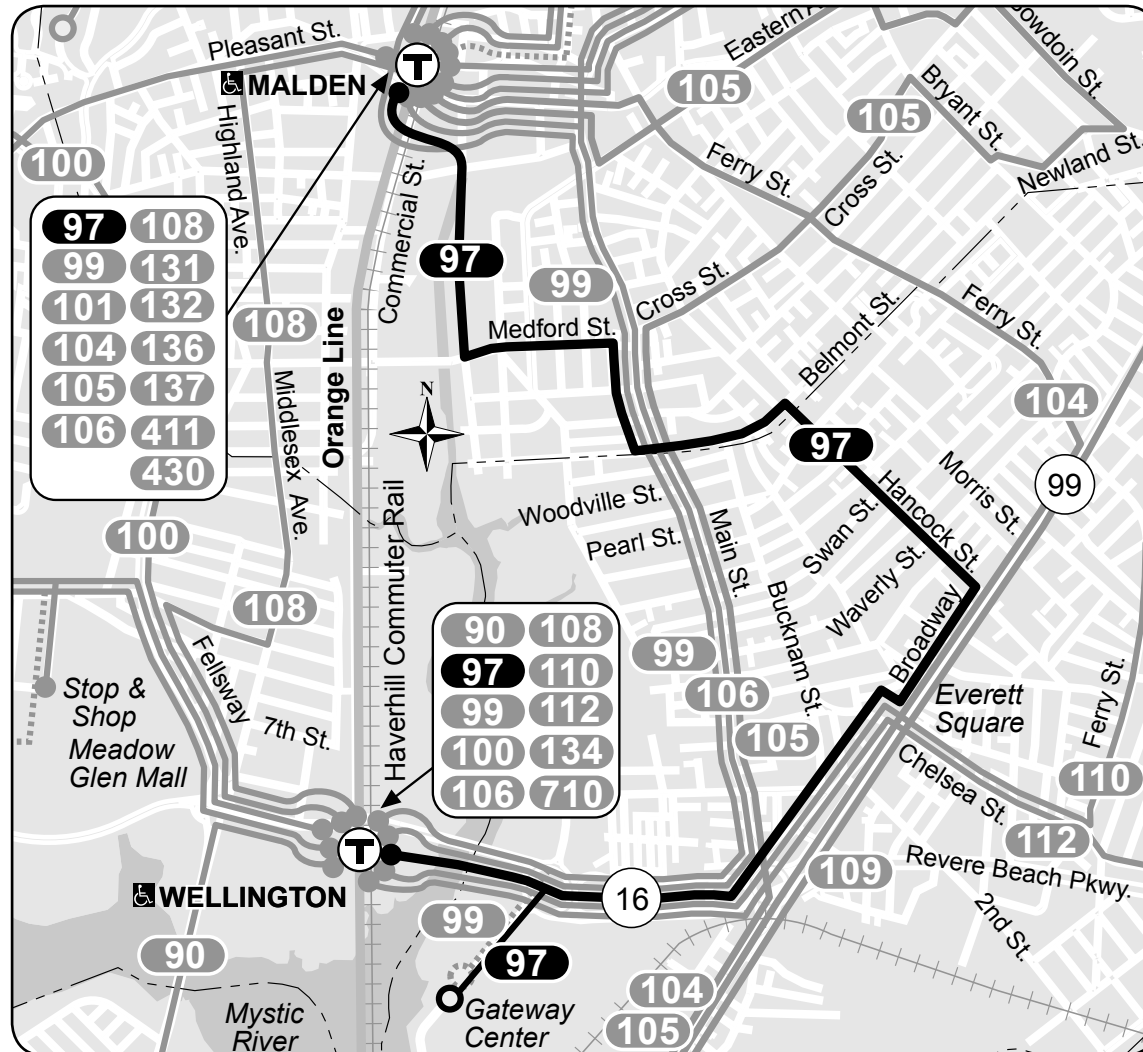 Pleasant St.
T
MALDEN
Eastern A
Bowdoin St.
105
105
Bryant St.
Newland St.
100
Highland Ave.
Commercial St.
Ferry St.
Cross St.
97 108
99 131
101 132
104 136
105 137
106 411
430
97
99
108
Cross St.
Medford St.
Belmont St.
Ferry St.
Orange Line
Middlesex Ave.
N
104
97
99
Morris St.
Hancock St.
Haverhill Commuter Rail
Woodville St.
Pearl St.
Main St.
Swan St.
Waverly St.
Bucknam St.
Broadway
100
108
Fellsway
7th St.
Stop &
Shop
Meadow
Glen Mall
90 108
97 110
99 112
100 134
106 710
99
106
105
Everett
Square
Chelsea St.
Ferry St.
110
112
109
Revere Beach Pkwy.
2nd St.
T
WELLINGTON
16
90
99
97
Gateway
Center
Mystic
River
104
105